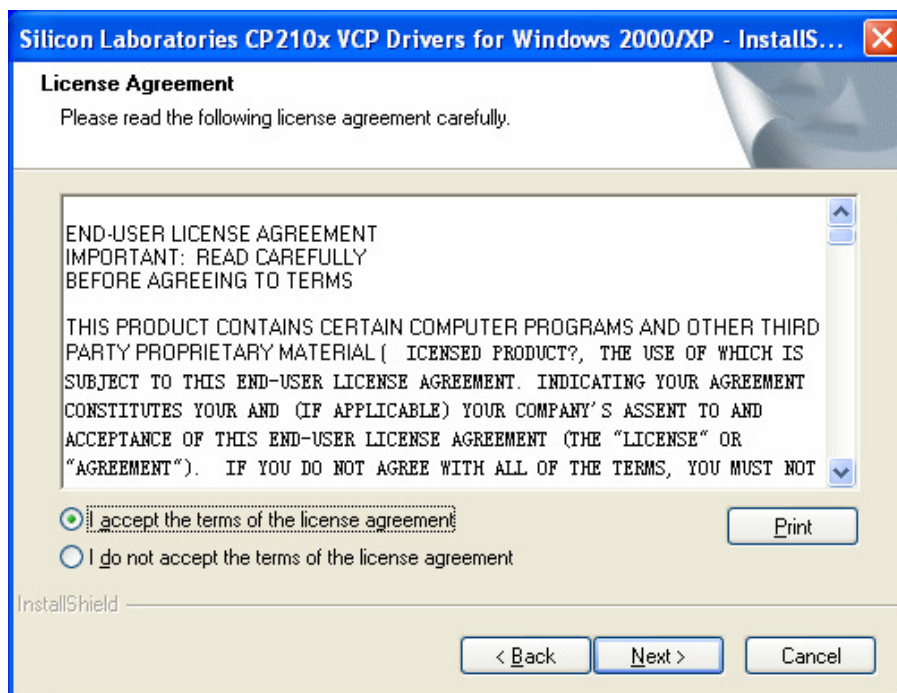 Silicon Laboratories CP210x VCP Drivers for Windows 2000/XP - InstallS...
License Agreement
Please read the following license agreement carefully.
END-USER LICENSE AGREEMENT
IMPORTANT: READ CAREFULLY
BEFORE AGREEING TO TERMS
THIS PRODUCT CONTAINS CERTAIN COMPUTER PROGRAMS AND OTHER THIRD
PARTY PROPRIETARY MATERIAL ( ICENSED PRODUCT?, THE USE OF WHICH IS
SUBJECT TO THIS END-USER LICENSE AGREEMENT. INDICATING YOUR AGREEMENT
CONSTITUTES YOUR AND (IF APPLICABLE) YOUR COMPANY'S ASSENT TO AND
ACCEPTANCE OF THIS END-USER LICENSE AGREEMENT (THE "LICENSE" OR
"AGREEMENT"). IF YOU DO NOT AGREE WITH ALL OF THE TERMS, YOU MUST NOT
I accept the terms of the license agreement
Print
I do not accept the terms of the license agreement
InstallShield
< Back Next > Cancel